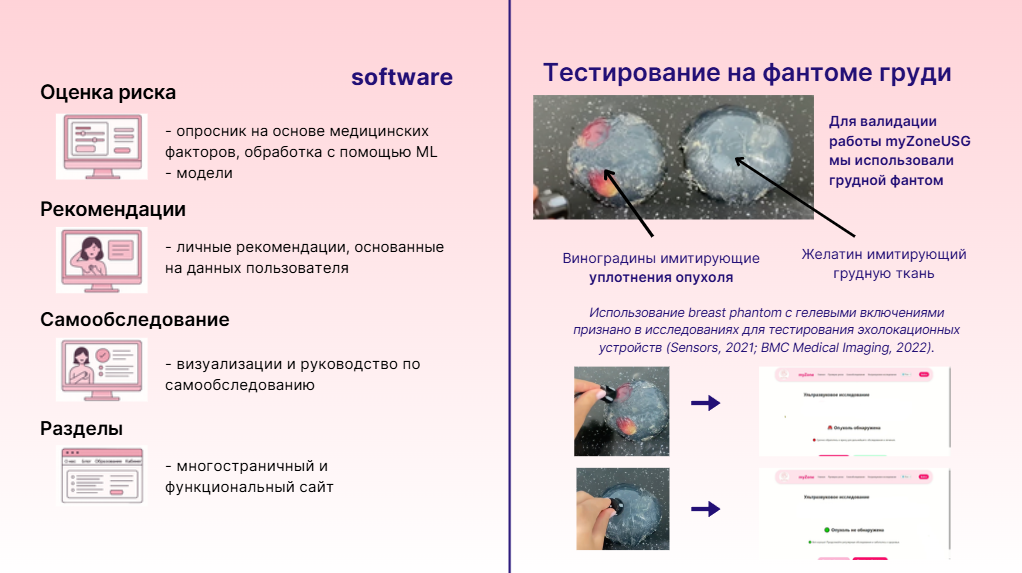 software
Оценка риска
- опросник на основе медицинских
факторов, обработка с помощью ML
- модели
Рекомендации
- личные рекомендации, основанные
на данных пользователя
Самообследование
- визуализации и руководство по
самообследованию
Разделы
О нас Блог Образование Кабинет
- многостраничный и
функциональный сайт
Тестирование на фантоме груди
Для валидации
работы myZoneUSG
мы использовали
грудной фантом
Виноградины имитирующие
уплотнения опухоля
Желатин имитирующий
грудную ткань
Использование breast phantom с гелевыми включениями
признано в исследованиях для тестирования эхолокационных
устройств (Sensors, 2021; BMC Medical Imaging, 2022).
myZone
Ультразвуковое исследование
Опухоль обнаружена
myZone
Ультразвуковое исследование
Опухоль не обнаружена